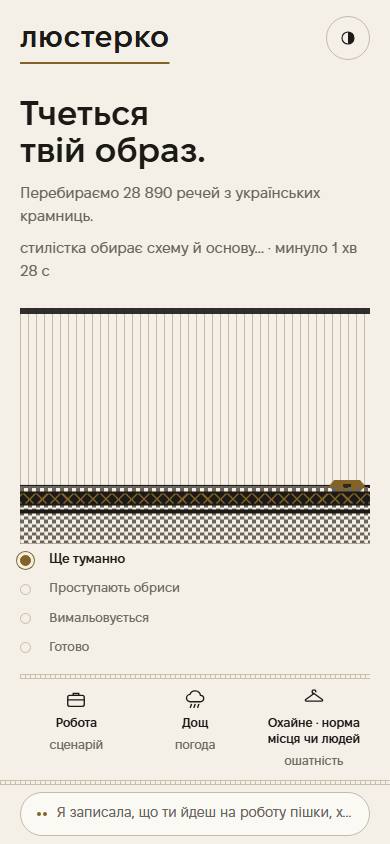 люстерко
Тчеться
твій образ.
Перебираємо 28 890 речей з українських
крамниць.
стилістка обирає схему й основу... · минуло 1 хв
28 с
Ще туманно
Проступають обриси
Вимальовується
Готово
Робота
сценарій
Дощ
погода
Охайне · норма
місця чи людей
ошатність
Я записала, що ти йдеш на роботу пішки, х...